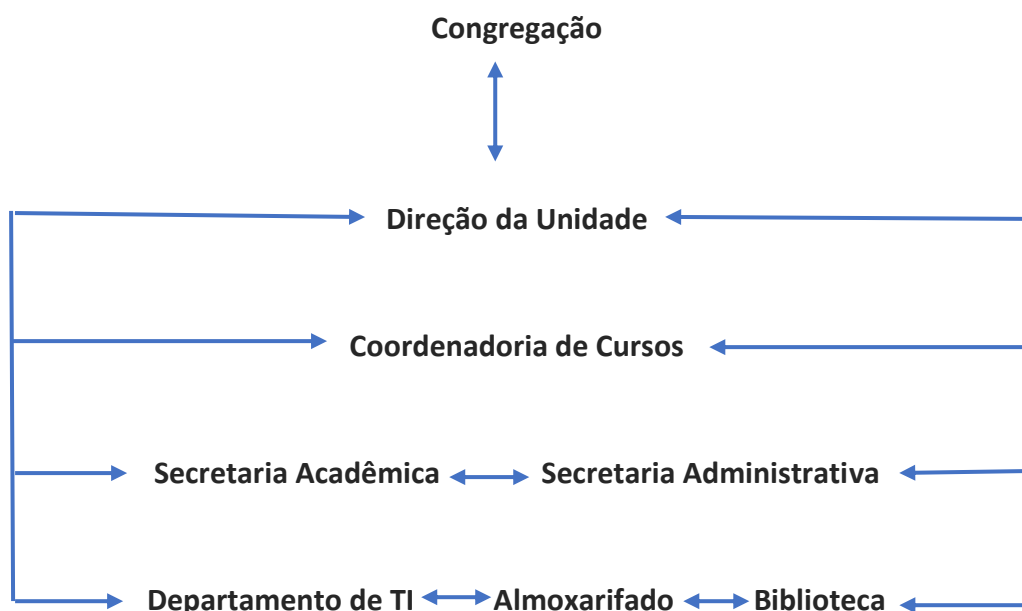 Congregação
Direção da Unidade
Coordenadoria de Cursos
Secretaria Acadêmica Secretaria Administrativa
Departamento de TI Almoxarifado Biblioteca